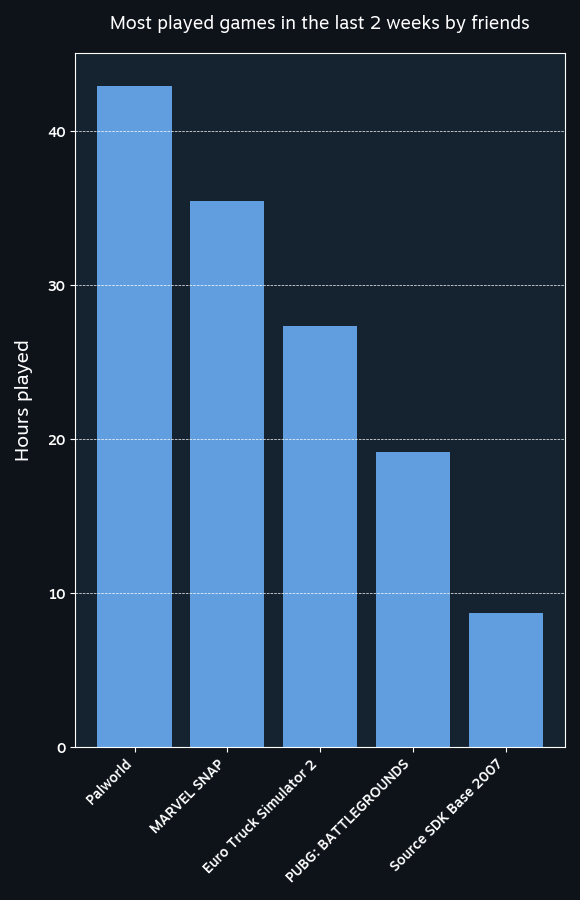 Most played games in the last 2 weeks by friends
Hours played
40
30
20
10
0
Palworld
MARVEL SNAP
Euro Truck Simulator 2
PUBG: BATTLEGROUNDS
Source SDK Base 2007